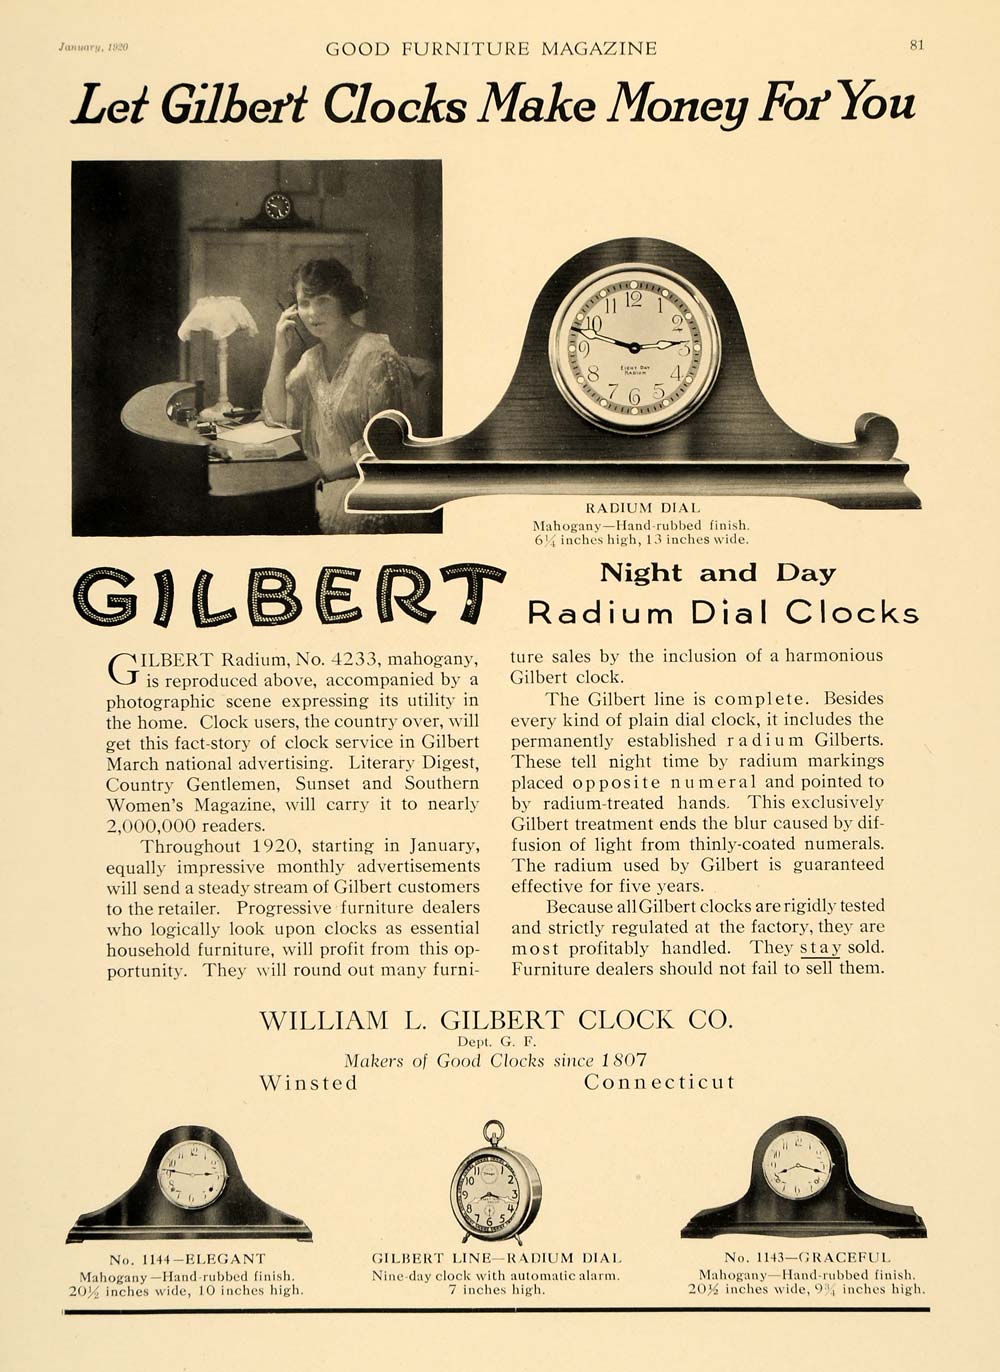 January, 1920
GOOD FURNITURE MAGAZINE
81
Let Gilbert Clocks Make Money For You
12
1
2
3
4
5
6
7
8
9
10
11
EIGHT DAY
RADIUM
RADIUM DIAL
Mahogany—Hand-rubbed finish.
6¼ inches high, 13 inches wide.
GILBERT
Night and Day
Radium Dial Clocks
GILBERT Radium, No. 4233, mahogany,
is reproduced above, accompanied by a
photographic scene expressing its utility in
the home. Clock users, the country over, will
get this fact-story of clock service in Gilbert
March national advertising. Literary Digest,
Country Gentlemen, Sunset and Southern
Women's Magazine, will carry it to nearly
2,000,000 readers.
Throughout 1920, starting in January,
equally impressive monthly advertisements
will send a steady stream of Gilbert customers
to the retailer. Progressive furniture dealers
who logically look upon clocks as essential
household furniture, will profit from this op-
portunity. They will round out many furni-
ture sales by the inclusion of a harmonious
Gilbert clock.
The Gilbert line is complete. Besides
every kind of plain dial clock, it includes the
permanently established radium Gilberts.
These tell night time by radium markings
placed opposite numeral and pointed to
by radium-treated hands. This exclusively
Gilbert treatment ends the blur caused by dif-
fusion of light from thinly-coated numerals.
The radium used by Gilbert is guaranteed
effective for five years.
Because all Gilbert clocks are rigidly tested
and strictly regulated at the factory, they are
most profitably handled. They stay sold.
Furniture dealers should not fail to sell them.
WILLIAM L. GILBERT CLOCK CO.
Dept. G. F.
Makers of Good Clocks since 1807
Winsted Connecticut
No. 1144—ELEGANT
Mahogany—Hand-rubbed finish.
20½ inches wide, 10 inches high.
GILBERT LINE—RADIUM DIAL
Nine-day clock with automatic alarm.
7 inches high.
No. 1143—GRACEFUL
Mahogany—Hand-rubbed finish.
20½ inches wide, 9¾ inches high.